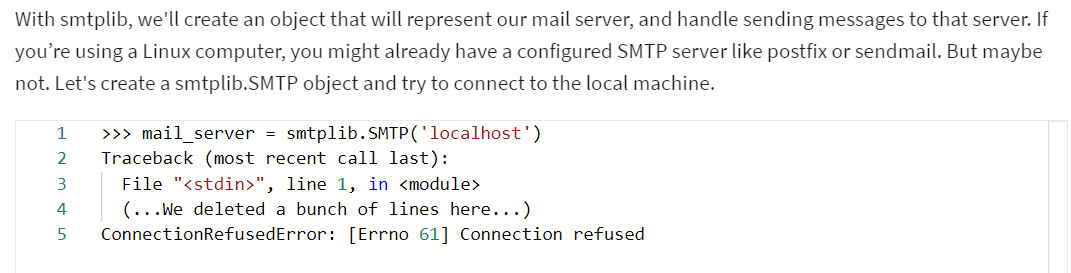 With smtplib, we'll create an object that will represent our mail server, and handle sending messages to that server. If
you’re using a Linux computer, you might already have a configured SMTP server like postfix or sendmail. But maybe
not. Let's create a smtplib.SMTP object and try to connect to the local machine.
1 >>> mail_server = smtplib.SMTP('localhost')
2 Traceback (most recent call last):
3 File "<stdin>", line 1, in <module>
4 (...We deleted a bunch of lines here...)
5 ConnectionRefusedError: [Errno 61] Connection refused